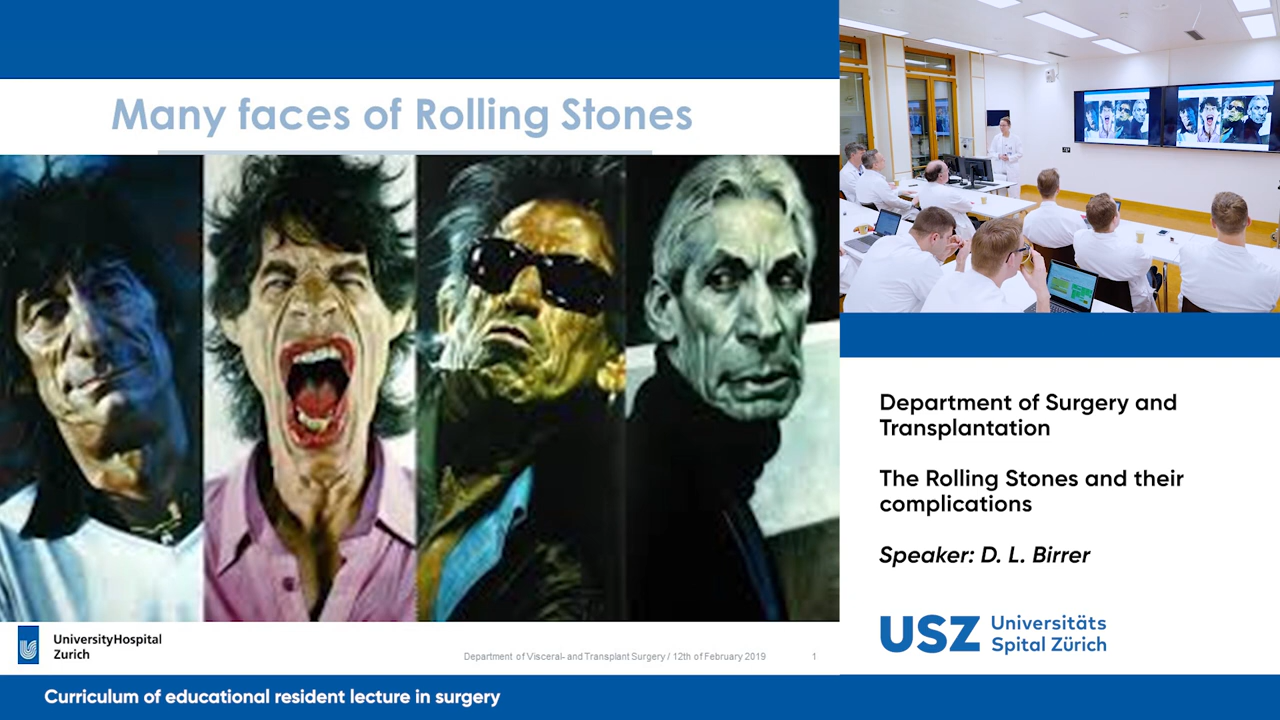 Many faces of Rolling Stones
UniversityHospital
Zurich
Department of Visceral- and Transplant Surgery / 12th of February 2019
1
Department of Surgery and
Transplantation
The Rolling Stones and their
complications
Speaker: D. L. Birrer
USZ
Universitäts
Spital Zürich
Curriculum of educational resident lecture in surgery